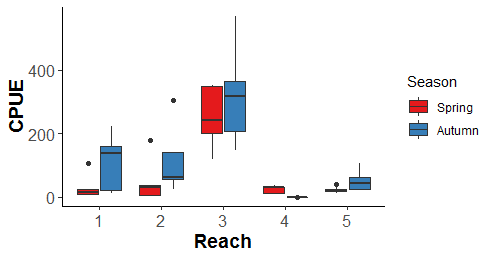 CPUE
400
200
0
1 2 3 4 5
Reach
Season
Spring
Autumn